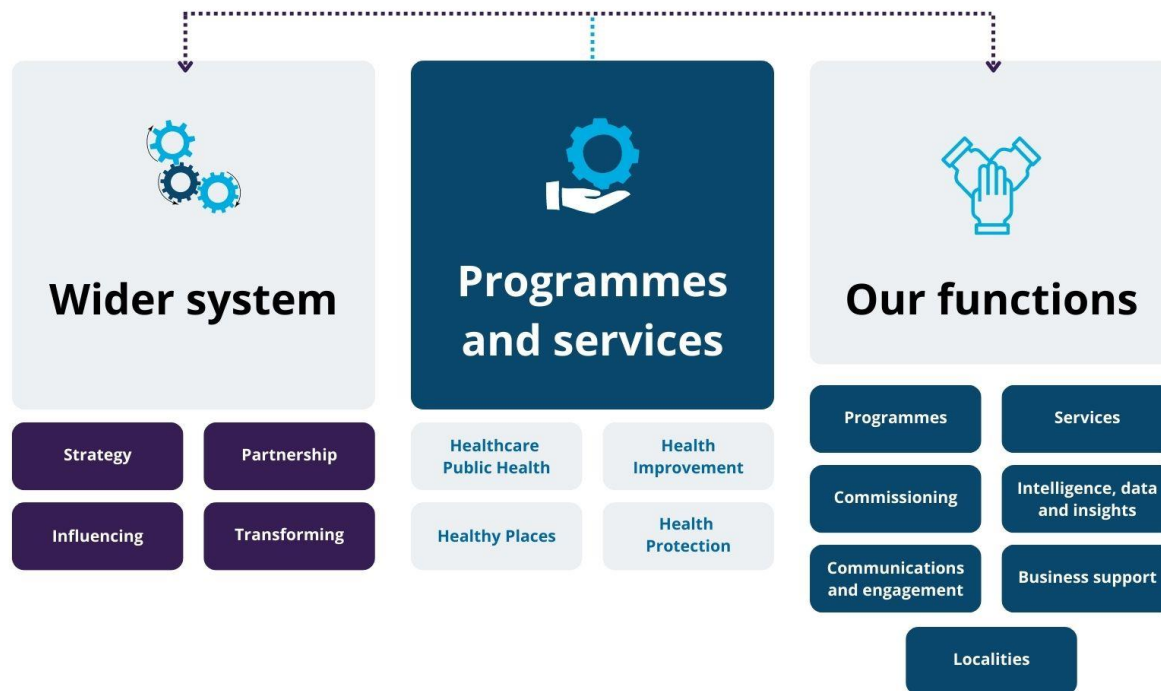 Wider system
Strategy
Partnership
Influencing
Transforming
Programmes
and services
Healthcare
Public Health
Health
Improvement
Healthy Places
Health
Protection
Our functions
Programmes
Services
Commissioning
Intelligence, data
and insights
Communications
and engagement
Business support
Localities